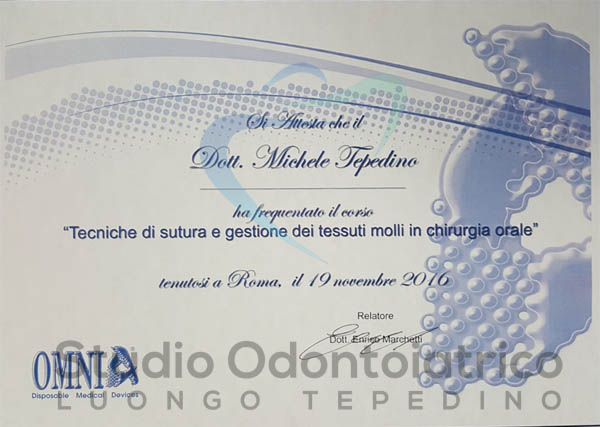 Si Attesta che il
Dott. Michele Tepedino
ha frequentato il corso
"Tecniche di sutura e gestione dei tessuti molli in chirurgia orale"
tenutosi a Roma, il 19 novembre 2016
Relatore
Dott. Enrico Marchetti
Studio Odontoiatrico
LUONGO TEPEDINO
OMNIA
Disposable Medical Devices